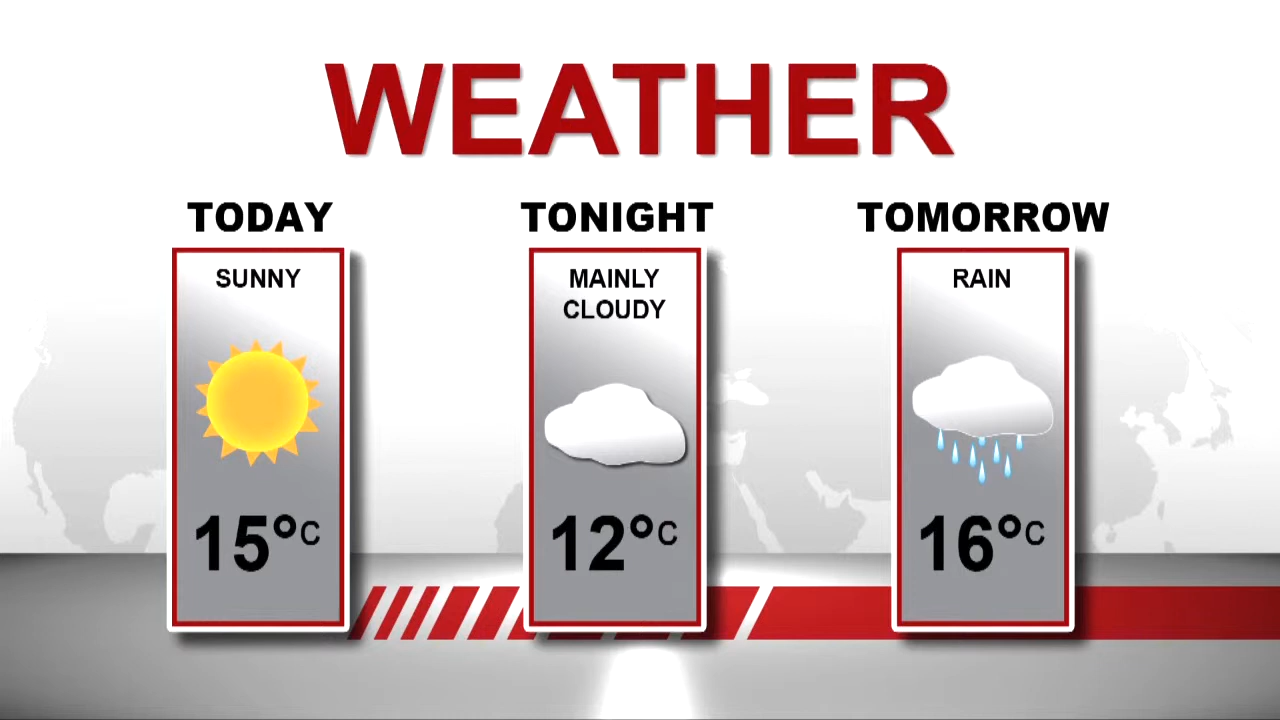 WEATHER
TODAY
SUNNY
15°C
TONIGHT
MAINLY
CLOUDY
12°C
TOMORROW
RAIN
16°C